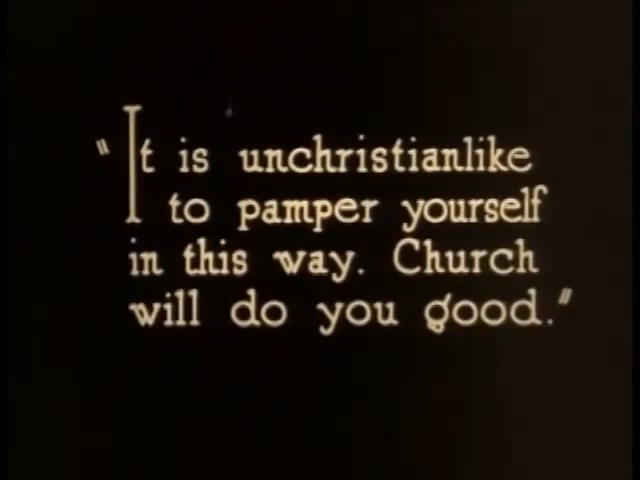 "It is unchristianlike
to pamper yourself
in this way. Church
will do you good."